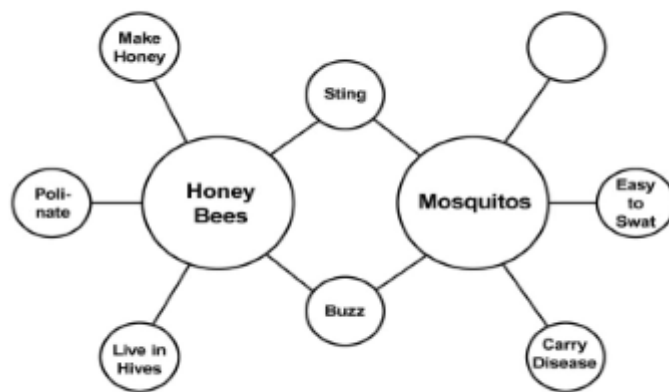 Make
Honey
Sting
Poli-
nate
Honey
Bees
Mosquitos
Easy
to
Swat
Buzz
Live in
Hives
Carry
Disease